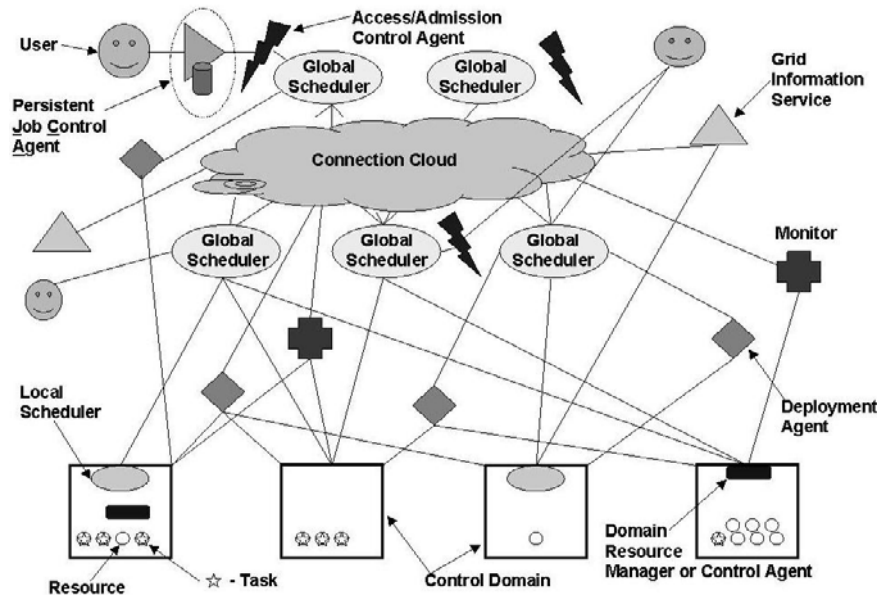 User
Access/Admission
Control Agent
Global
Scheduler
Global
Scheduler
Grid
Information
Service
Persistent
Job Control
Agent
Connection Cloud
Global
Scheduler
Global
Scheduler
Global
Scheduler
Monitor
Local
Scheduler
Deployment
Agent
Resource
☆ - Task
Control Domain
Domain
Resource
Manager or Control Agent